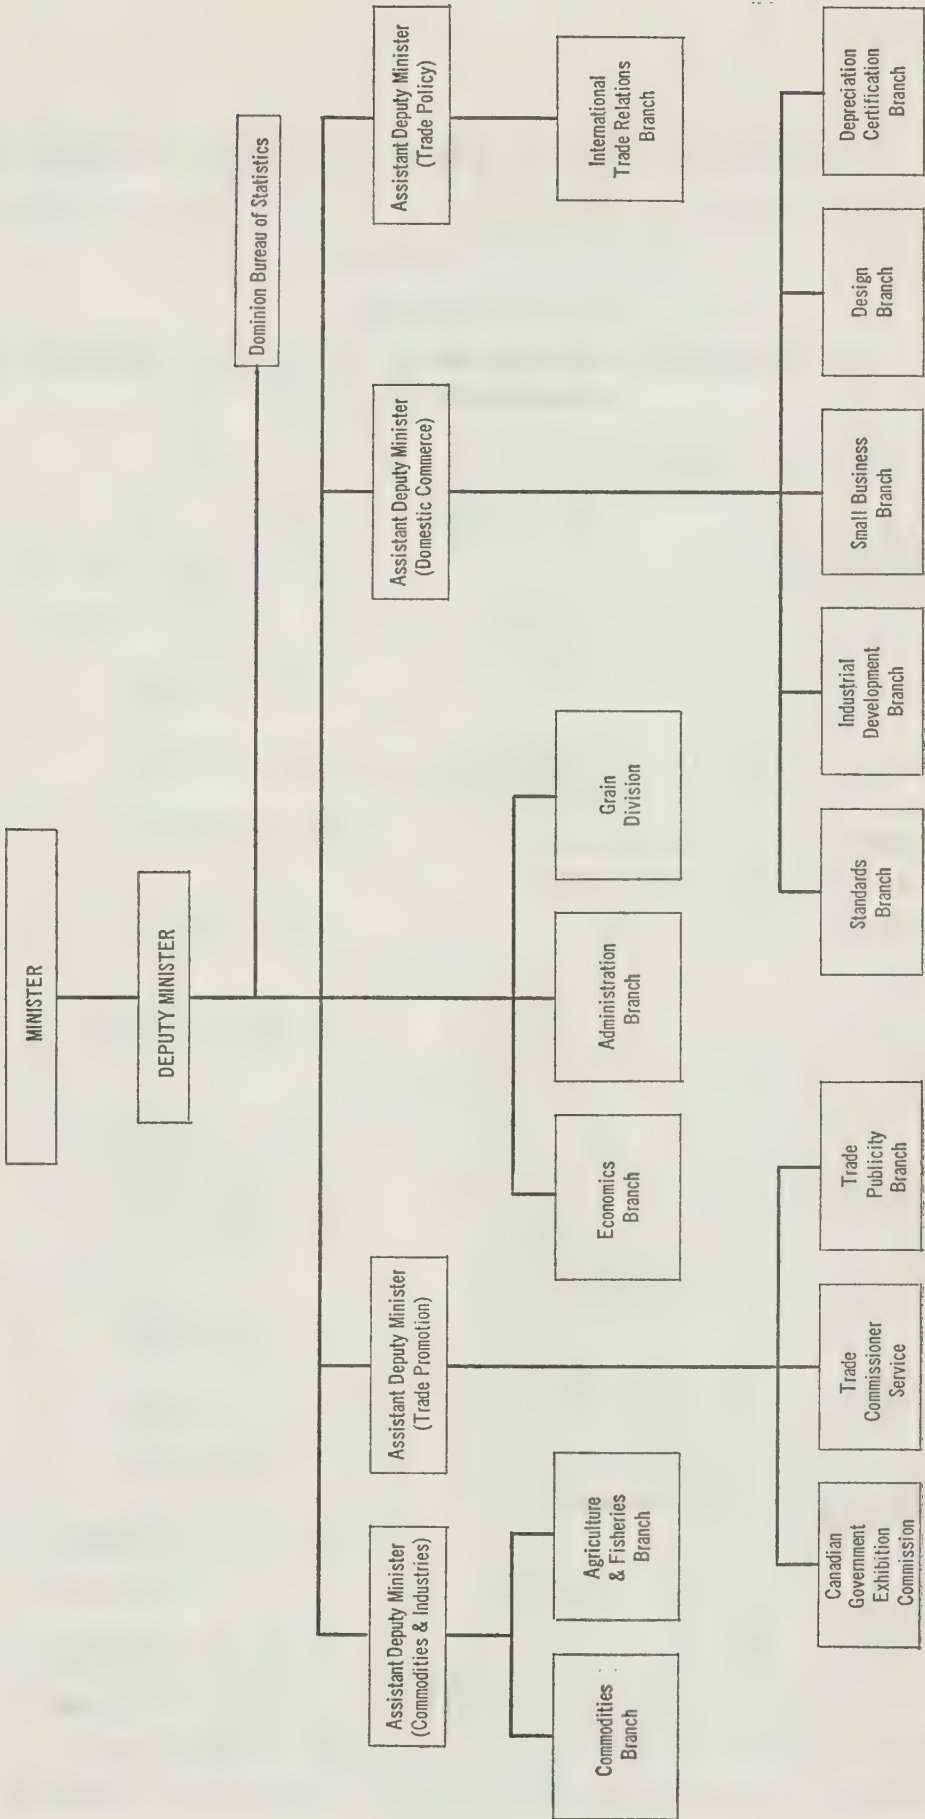 MINISTER
DEPUTY MINISTER
Dominion Bureau of Statistics
Assistant Deputy Minister
(Commodities & Industries)
Assistant Deputy Minister
(Trade Promotion)
Assistant Deputy Minister
(Domestic Commerce)
Assistant Deputy Minister
(Trade Policy)
Commodities
Branch
Agriculture
& Fisheries
Branch
Economics
Branch
Administration
Branch
Grain
Division
International
Trade Relations
Branch
Canadian
Government
Exhibition
Commission
Trade
Commissioner
Service
Trade
Publicity
Branch
Standards
Branch
Industrial
Development
Branch
Small Business
Branch
Design
Branch
Depreciation
Certification
Branch